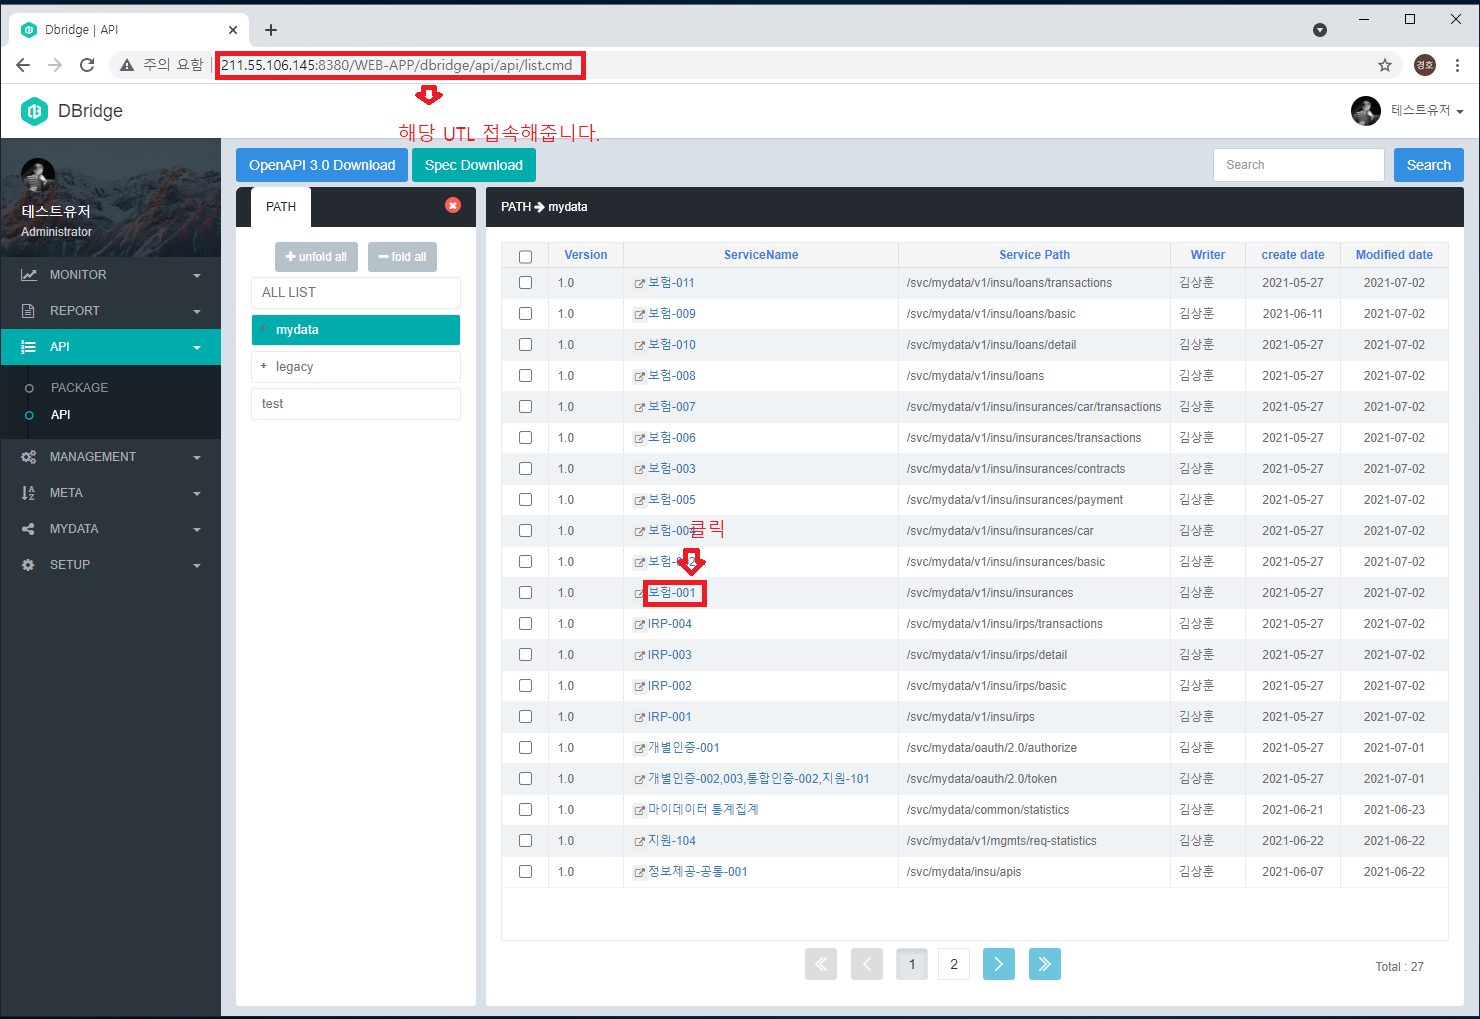 Dbridge | API
주의 요함
211.55.106.145:8380/WEB-APP/dbridge/api/api/list.cmd
경호
DBridge
테스트유저
해당 UTL 접속해줍니다.
테스트유저
Administrator
MONITOR
REPORT
API
PACKAGE
API
MANAGEMENT
META
MYDATA
SETUP
OpenAPI 3.0 Download
Spec Download
Search
Search
PATH
unfold all
fold all
ALL LIST
+ mydata
+ legacy
test
PATH → mydata
Version ServiceName Service Path Writer create date Modified date
1.0 보험-011 /svc/mydata/v1/insu/loans/transactions 김상훈 2021-05-27 2021-07-02
1.0 보험-009 /svc/mydata/v1/insu/loans/basic 김상훈 2021-06-11 2021-07-02
1.0 보험-010 /svc/mydata/v1/insu/loans/detail 김상훈 2021-05-27 2021-07-02
1.0 보험-008 /svc/mydata/v1/insu/loans 김상훈 2021-05-27 2021-07-02
1.0 보험-007 /svc/mydata/v1/insu/insurances/car/transactions 김상훈 2021-05-27 2021-07-02
1.0 보험-006 /svc/mydata/v1/insu/insurances/transactions 김상훈 2021-05-27 2021-07-02
1.0 보험-003 /svc/mydata/v1/insu/insurances/contracts 김상훈 2021-05-27 2021-07-02
1.0 보험-005 /svc/mydata/v1/insu/insurances/payment 김상훈 2021-05-27 2021-07-02
1.0 보험-004 /svc/mydata/v1/insu/insurances/car 김상훈 2021-05-27 2021-07-02
클릭
1.0 보험-002 /svc/mydata/v1/insu/insurances/basic 김상훈 2021-05-27 2021-07-02
1.0 보험-001 /svc/mydata/v1/insu/insurances 김상훈 2021-05-27 2021-07-02
1.0 IRP-004 /svc/mydata/v1/insu/irps/transactions 김상훈 2021-05-27 2021-07-02
1.0 IRP-003 /svc/mydata/v1/insu/irps/detail 김상훈 2021-05-27 2021-07-02
1.0 IRP-002 /svc/mydata/v1/insu/irps/basic 김상훈 2021-05-27 2021-07-02
1.0 IRP-001 /svc/mydata/v1/insu/irps 김상훈 2021-05-27 2021-07-02
1.0 개별인증-001 /svc/mydata/oauth/2.0/authorize 김상훈 2021-05-27 2021-07-01
1.0 개별인증-002,003,통합인증-002,지원-101 /svc/mydata/oauth/2.0/token 김상훈 2021-05-27 2021-07-01
1.0 마이데이터 통계집계 /svc/mydata/common/statistics 김상훈 2021-06-21 2021-06-23
1.0 지원-104 /svc/mydata/v1/mgmts/req-statistics 김상훈 2021-06-22 2021-06-22
1.0 정보제공-공통-001 /svc/mydata/insu/apis 김상훈 2021-06-07 2021-06-22
1 2
Total : 27